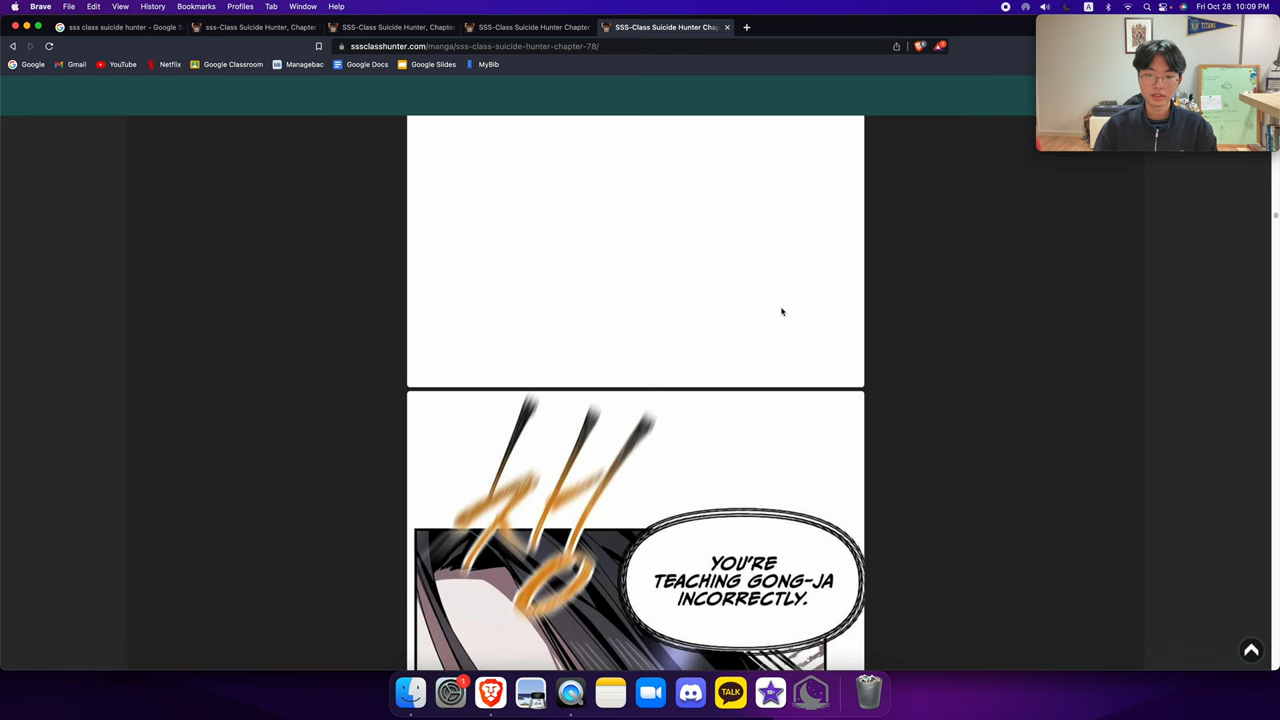 Brave File Edit View History Bookmarks Profiles Tab Window Help Fri Oct 28 10:09 PM
sss class suicide hunter - Google S sss-Class Suicide Hunter, Chapter SSS-Class Suicide Hunter, Chapte SSS-Class Suicide Hunter Chapter SSS-Class Suicide Hunter Cha
sssclasshunter.com/manga/sss-class-suicide-hunter-chapter-78/
Google Gmail YouTube Netflix Google Classroom Managebac Google Docs Google Slides MyBib
TITANS
YOU'RE
TEACHING GONG-JA
INCORRECTLY.
1
TALK